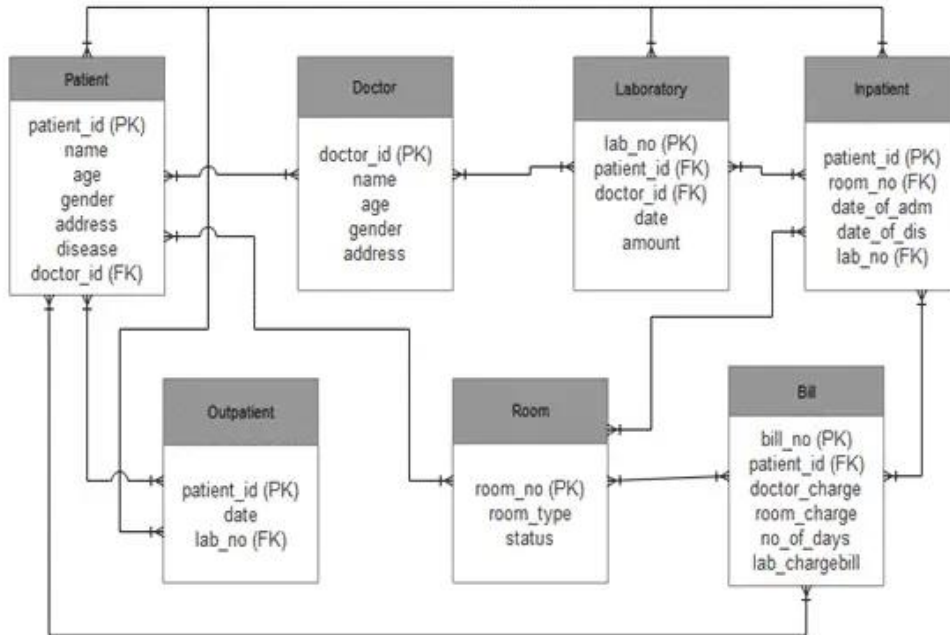 Patient
patient_id (PK)
name
age
gender
address
disease
doctor_id (FK)
Doctor
doctor_id (PK)
name
age
gender
address
Laboratory
lab_no (PK)
patient_id (FK)
doctor_id (FK)
date
amount
Inpatient
patient_id (PK)
room_no (FK)
date_of_adm
date_of_dis
lab_no (FK)
Outpatient
patient_id (PK)
date
lab_no (FK)
Room
room_no (PK)
room_type
status
Bill
bill_no (PK)
patient_id (FK)
doctor_charge
room_charge
no_of_days
lab_chargebill